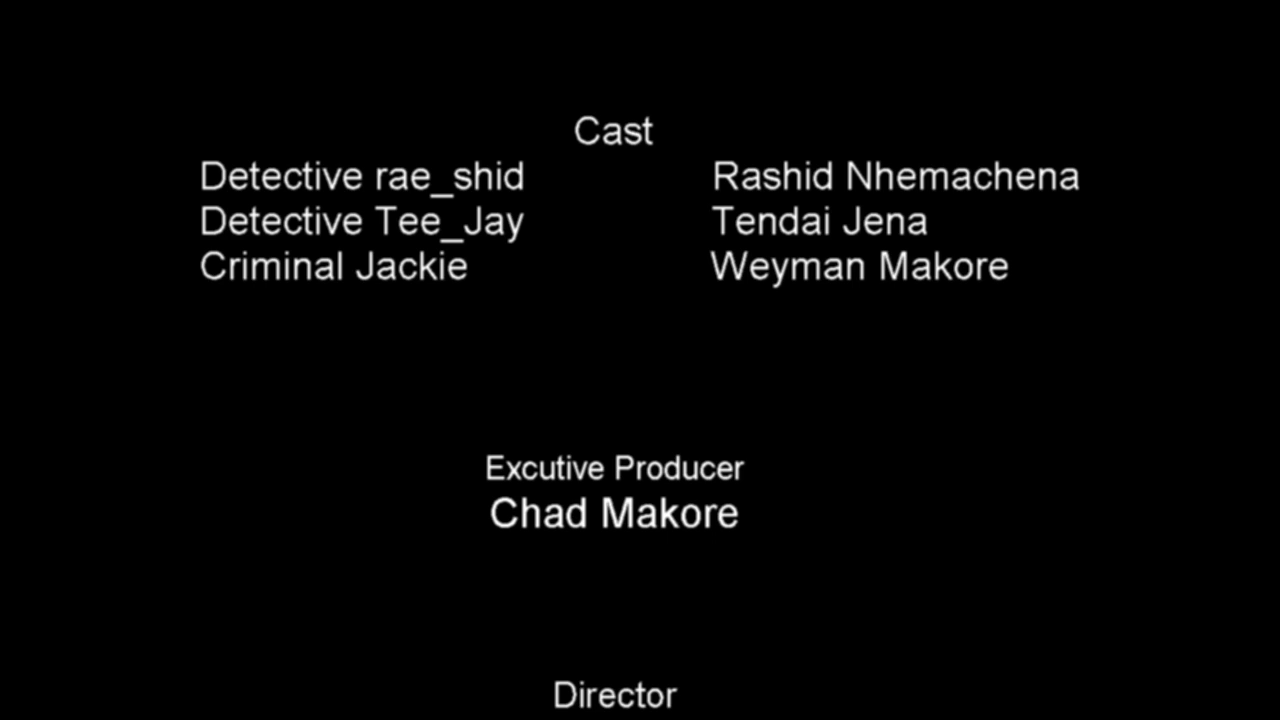 Cast
Detective rae_shid Rashid Nhemachena
Detective Tee_Jay Tendai Jena
Criminal Jackie Weyman Makore
Excutive Producer
Chad Makore
Director